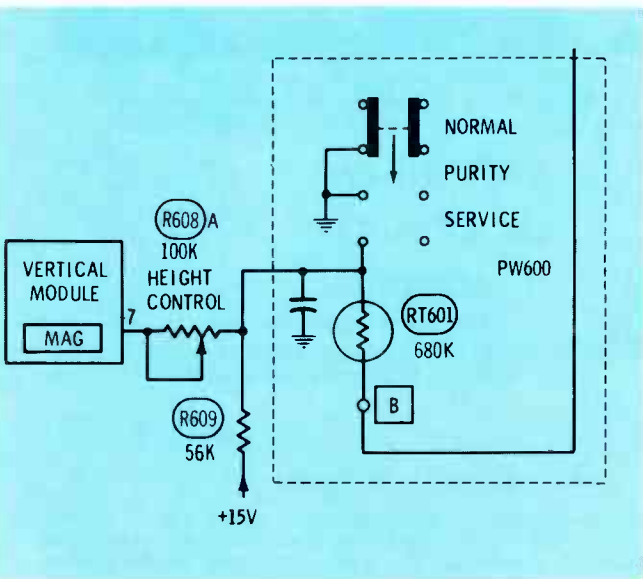 NORMAL
PURITY
SERVICE
PW600
R608 A
100K
HEIGHT
CONTROL
VERTICAL
MODULE
MAG
7
RT601
680K
B
R609
56K
+15V